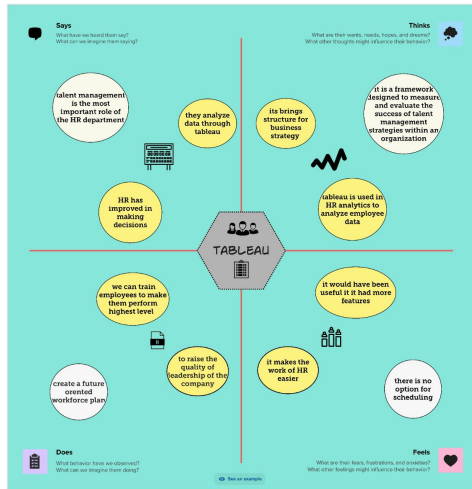 Says
What have we heard them say?
What can we imagine them saying?
Thinks
What are their wants, needs, hopes, and dreams?
What other thoughts might influence their behavior?
talent management
is the most
important role of
the HR department
they analyze
data through
tableau
its brings
structure for
business
strategy
it is a framework
designed to measure
and evaluate the
success of talent
management
strategies within an
organization
HR has
improved in
making
decisions
tableau is used in
HR analytics to
analyze employee
data
TABLEAU
we can train
employees to make
them perform
highest level
it would have been
useful it it had more
features
to raise the
quality of
leadership of the
company
it makes the
work of HR
easier
create a future
orented
workforce plan
there is no
option for
scheduling
Does
What behavior have we observed?
What can we imagine them doing?
Feels
What are their fears, frustrations, and anxieties?
What other feelings might influence their behavior?
See an example